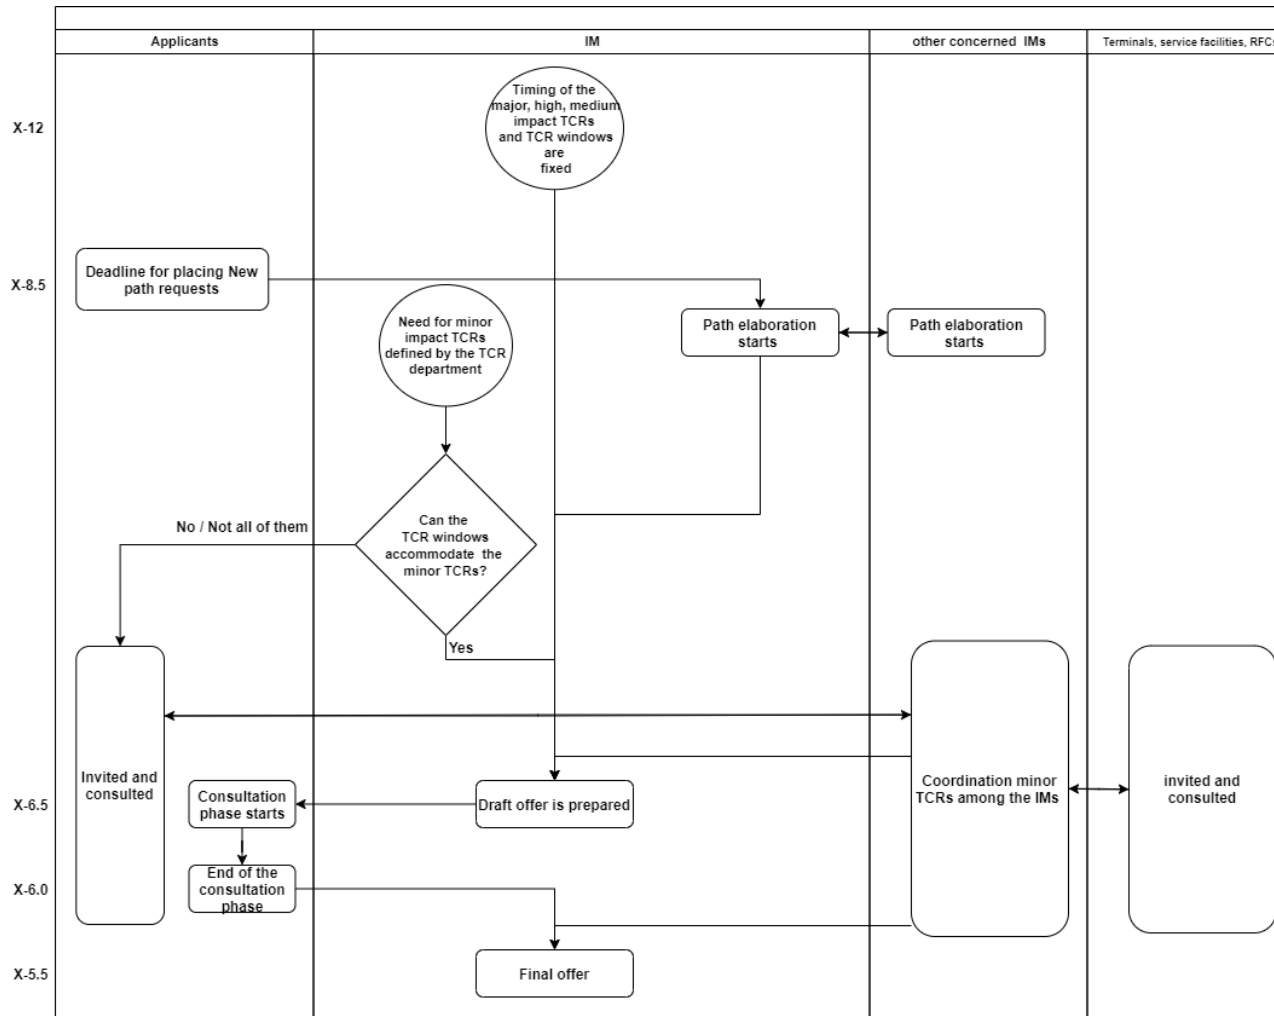 Applicants
IM
other concerned  IMs
Terminals, service facilities, RFCs
X-12
Timing of the
major, high, medium
impact TCRs
and TCR windows
are
fixed
X-8.5
Deadline for placing New
path requests
Need for minor
impact TCRs
defined by the TCR
department
Path elaboration
starts
Path elaboration
starts
No / Not all of them
Can the
TCR windows
accommodate  the
minor TCRs?
Yes
Invited and
consulted
Coordination minor
TCRs among the IMs
invited and
consulted
X-6.5
Consultation
phase starts
Draft offer is prepared
X-6.0
End of the
consultation
phase
X-5.5
Final offer